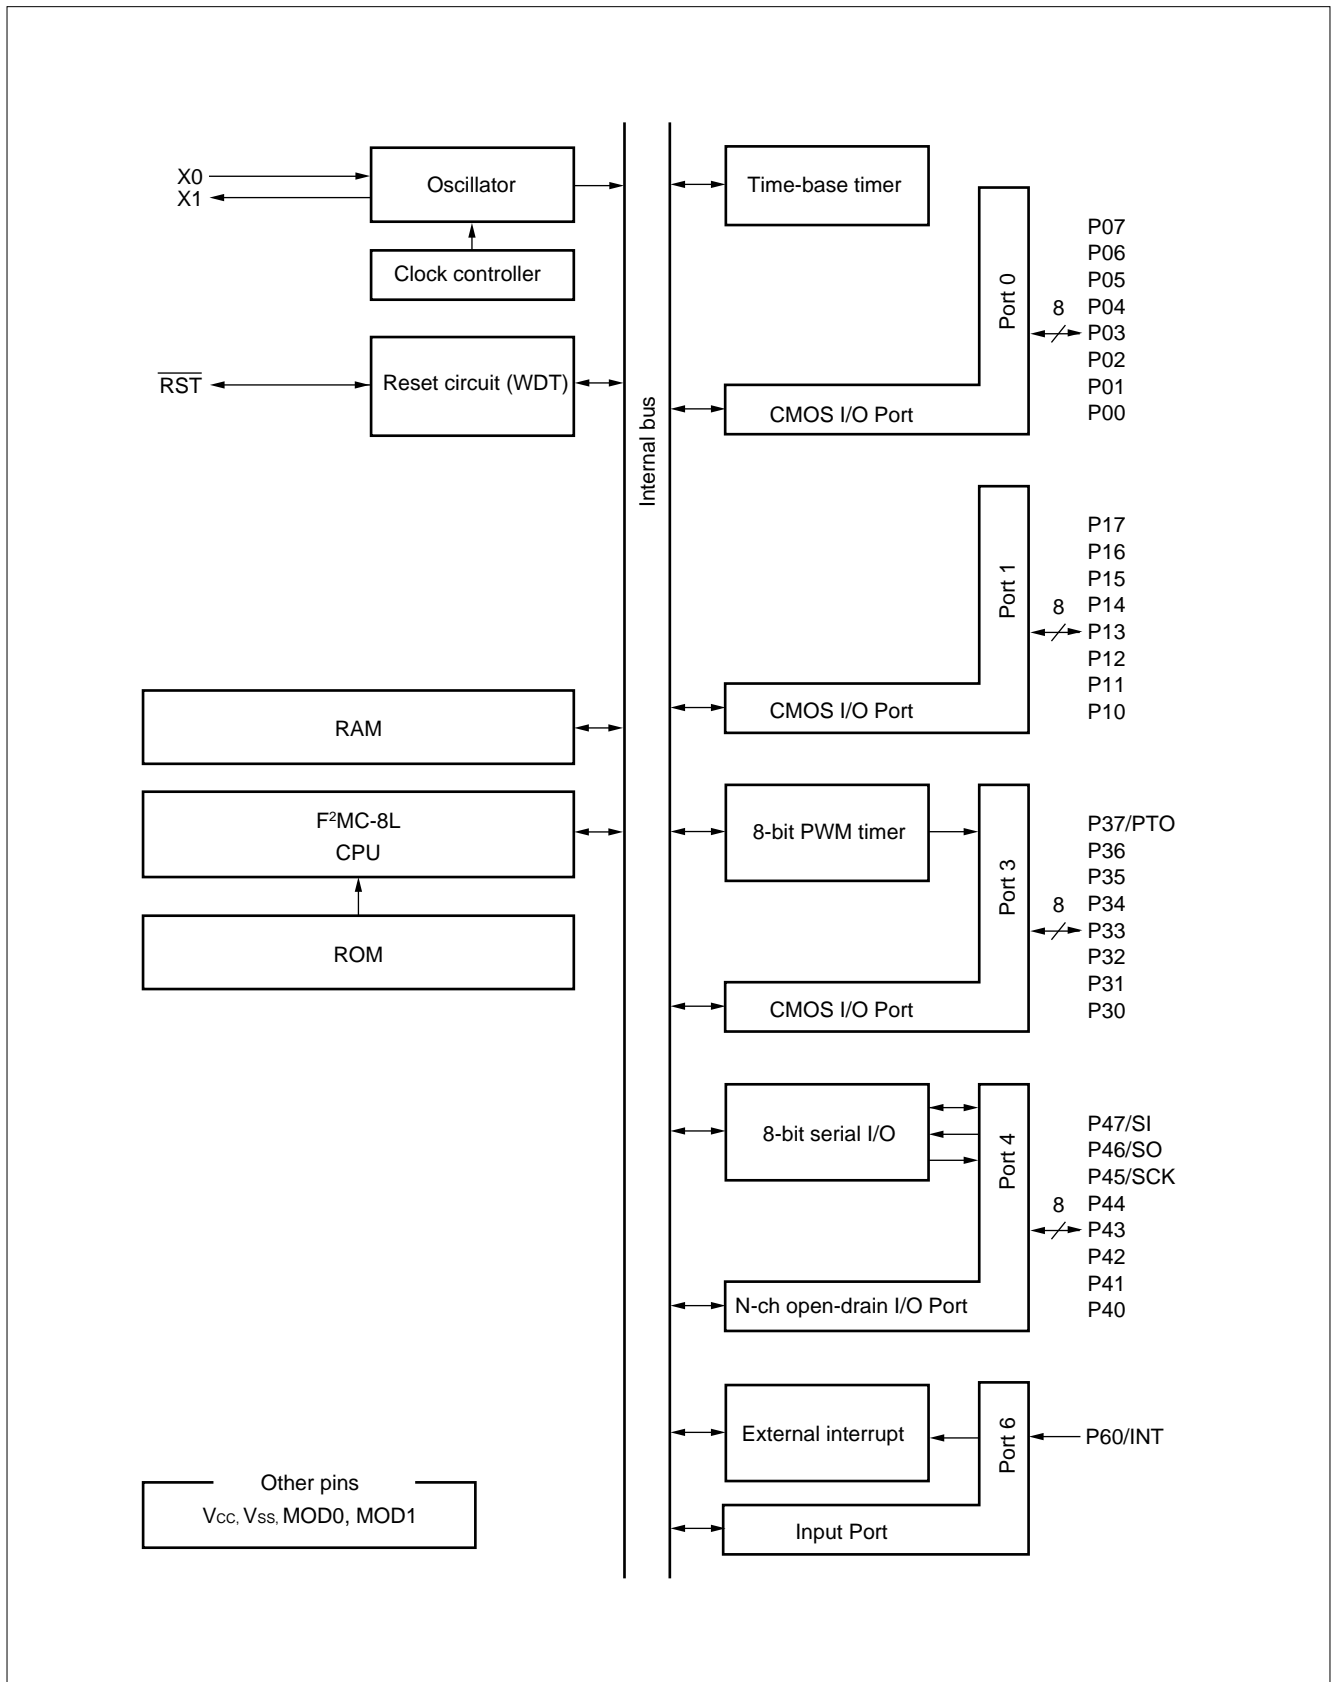 X0
X1
Oscillator
Clock controller
RST
Reset circuit (WDT)
RAM
F²MC-8L
CPU
ROM
Other pins
VCC, VSS, MOD0, MOD1
Internal bus
Time-base timer
Port 0
CMOS I/O Port
8
P07
P06
P05
P04
P03
P02
P01
P00
Port 1
CMOS I/O Port
8
P17
P16
P15
P14
P13
P12
P11
P10
8-bit PWM timer
Port 3
CMOS I/O Port
8
P37/PTO
P36
P35
P34
P33
P32
P31
P30
8-bit serial I/O
Port 4
N-ch open-drain I/O Port
8
P47/SI
P46/SO
P45/SCK
P44
P43
P42
P41
P40
External interrupt
Port 6
Input Port
P60/INT